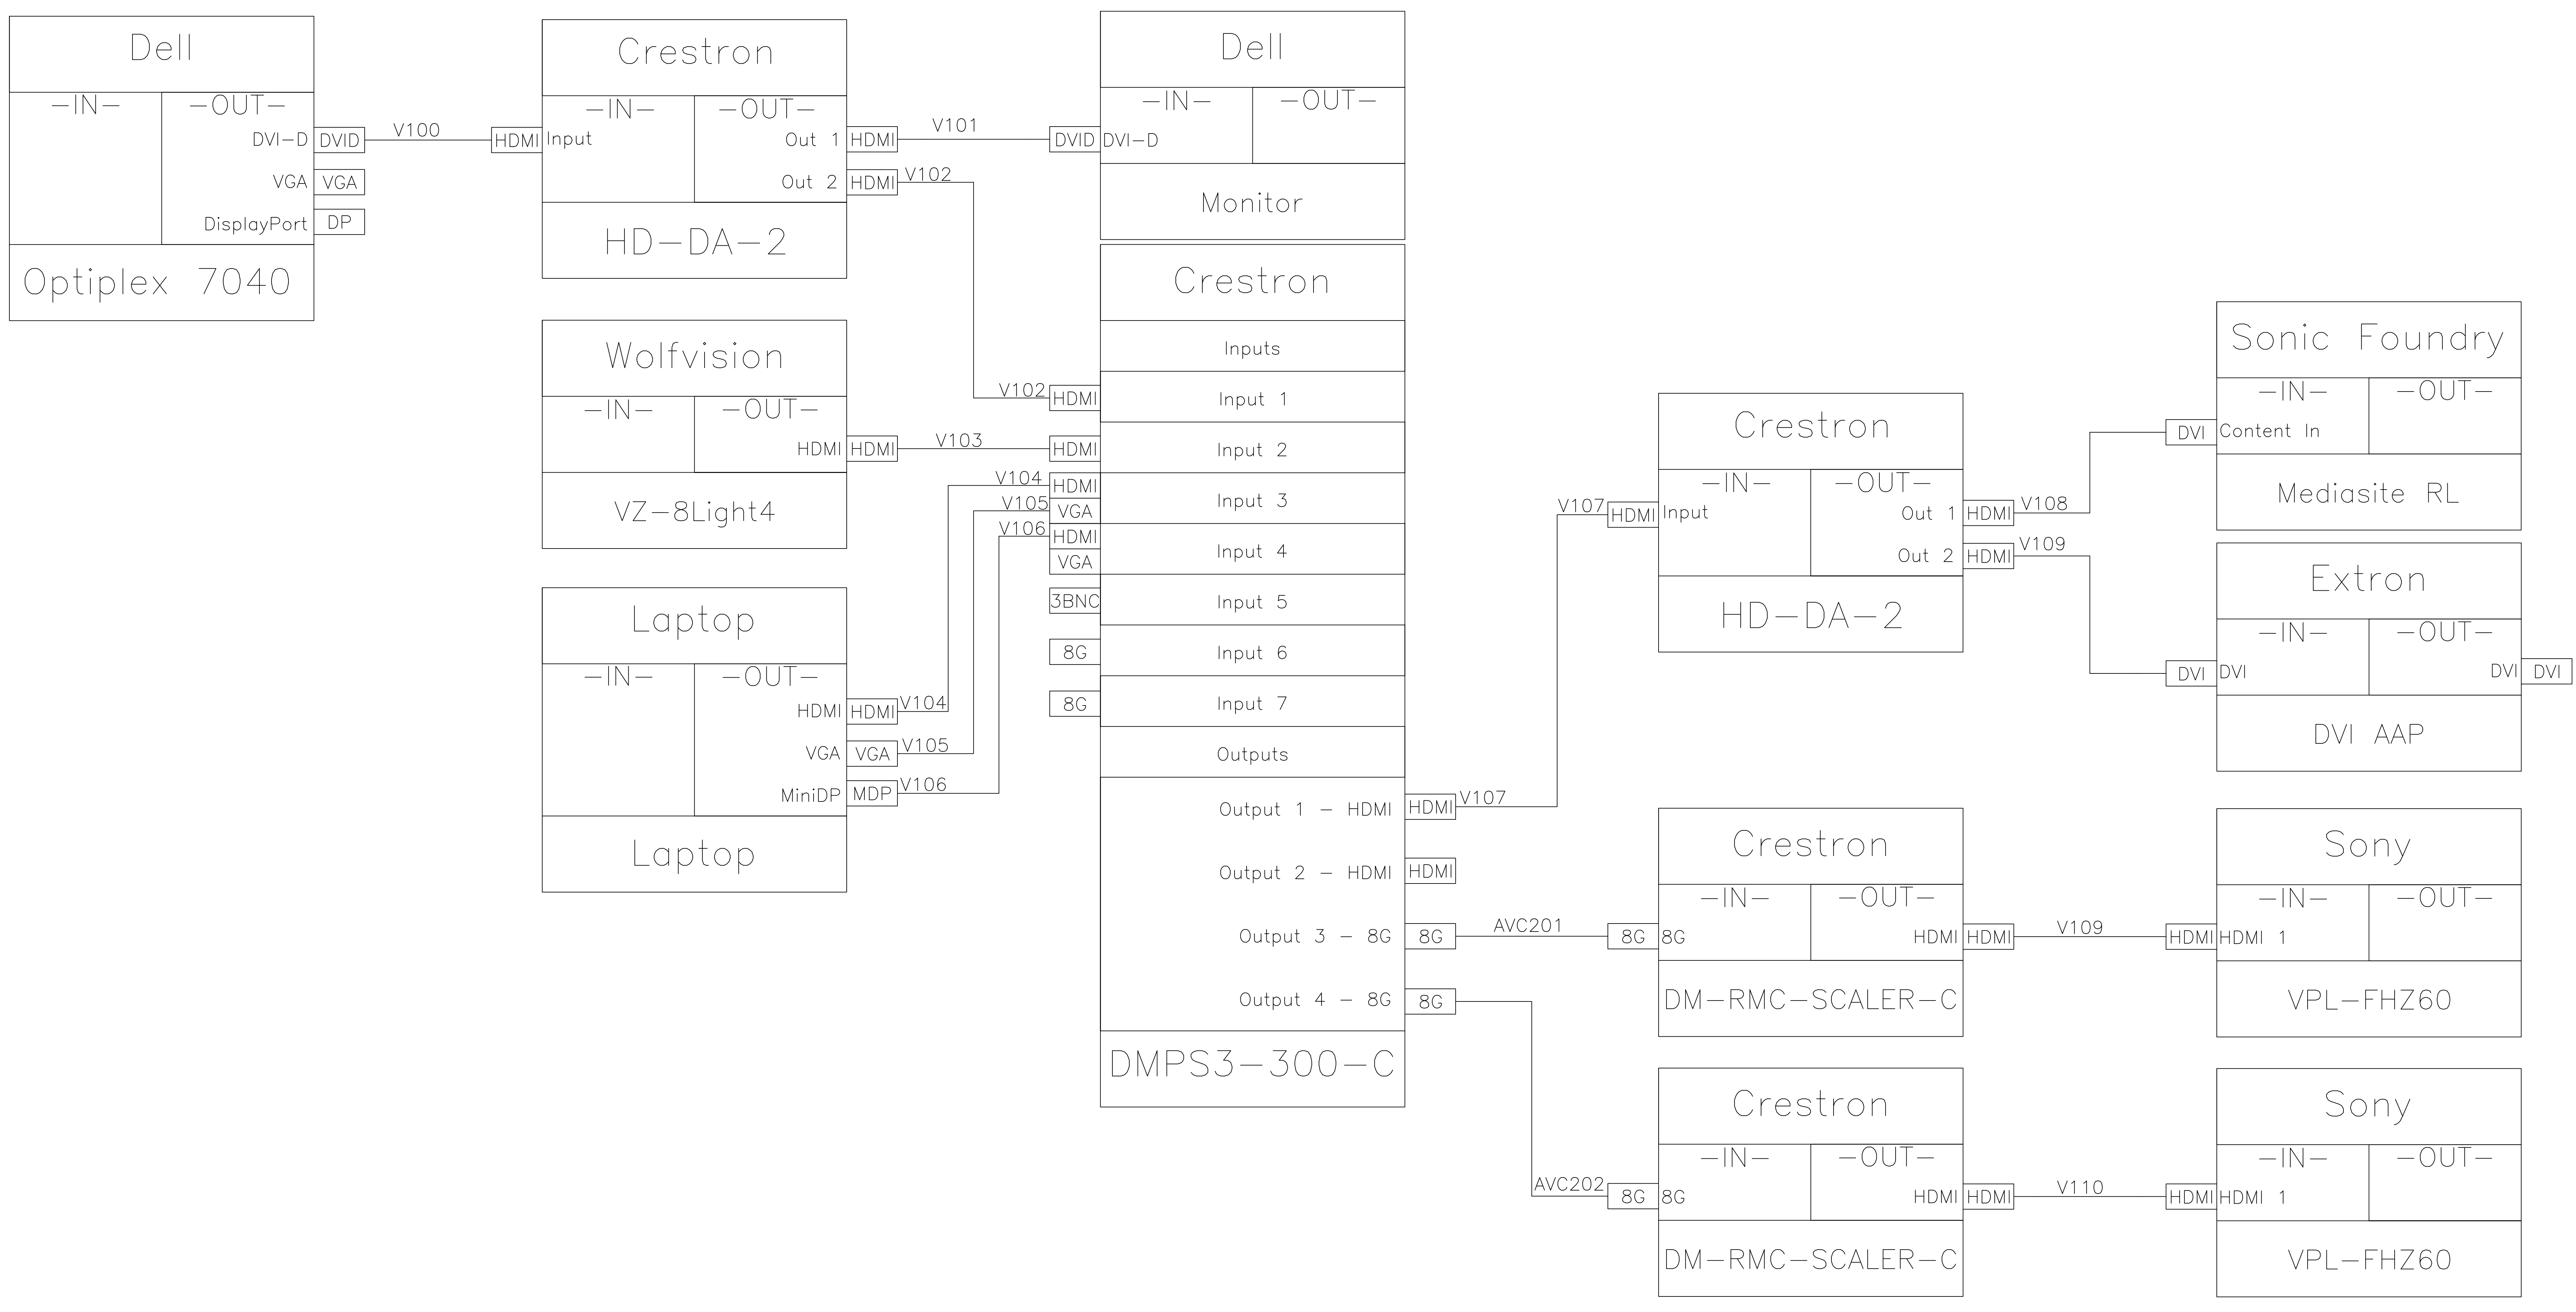 Dell
-IN- -OUT-
DVI-D DVID
VGA VGA
DisplayPort DP
Optiplex 7040
V100
Crestron
-IN- -OUT-
HDMI Input Out 1 HDMI
Out 2 HDMI
HD-DA-2
V101
V102
Dell
-IN- -OUT-
DVID DVI-D
Monitor
Wolfvision
-IN- -OUT-
HDMI HDMI
VZ-8Light4
V103
Laptop
-IN- -OUT-
HDMI HDMI V104
VGA VGA V105
MiniDP MDP V106
Laptop
Crestron
Inputs
V102 HDMI Input 1
HDMI Input 2
V104 HDMI
Input 3
V105 VGA
V106 HDMI
Input 4
VGA
3BNC Input 5
8G Input 6
8G Input 7
Outputs
Output 1 - HDMI HDMI V107
Output 2 - HDMI HDMI
Output 3 - 8G 8G AVC201
Output 4 - 8G 8G
DMPS3-300-C
Crestron
-IN- -OUT-
V107 HDMI Input Out 1 HDMI V108
Out 2 HDMI V109
HD-DA-2
Sonic Foundry
-IN- -OUT-
DVI Content In
Mediasite RL
Extron
-IN- -OUT-
DVI DVI DVI DVI
DVI AAP
Crestron
-IN- -OUT-
8G 8G HDMI HDMI V109
DM-RMC-SCALER-C
Sony
-IN- -OUT-
HDMI HDMI 1
VPL-FHZ60
Crestron
-IN- -OUT-
AVC202 8G 8G HDMI HDMI V110
DM-RMC-SCALER-C
Sony
-IN- -OUT-
HDMI HDMI 1
VPL-FHZ60